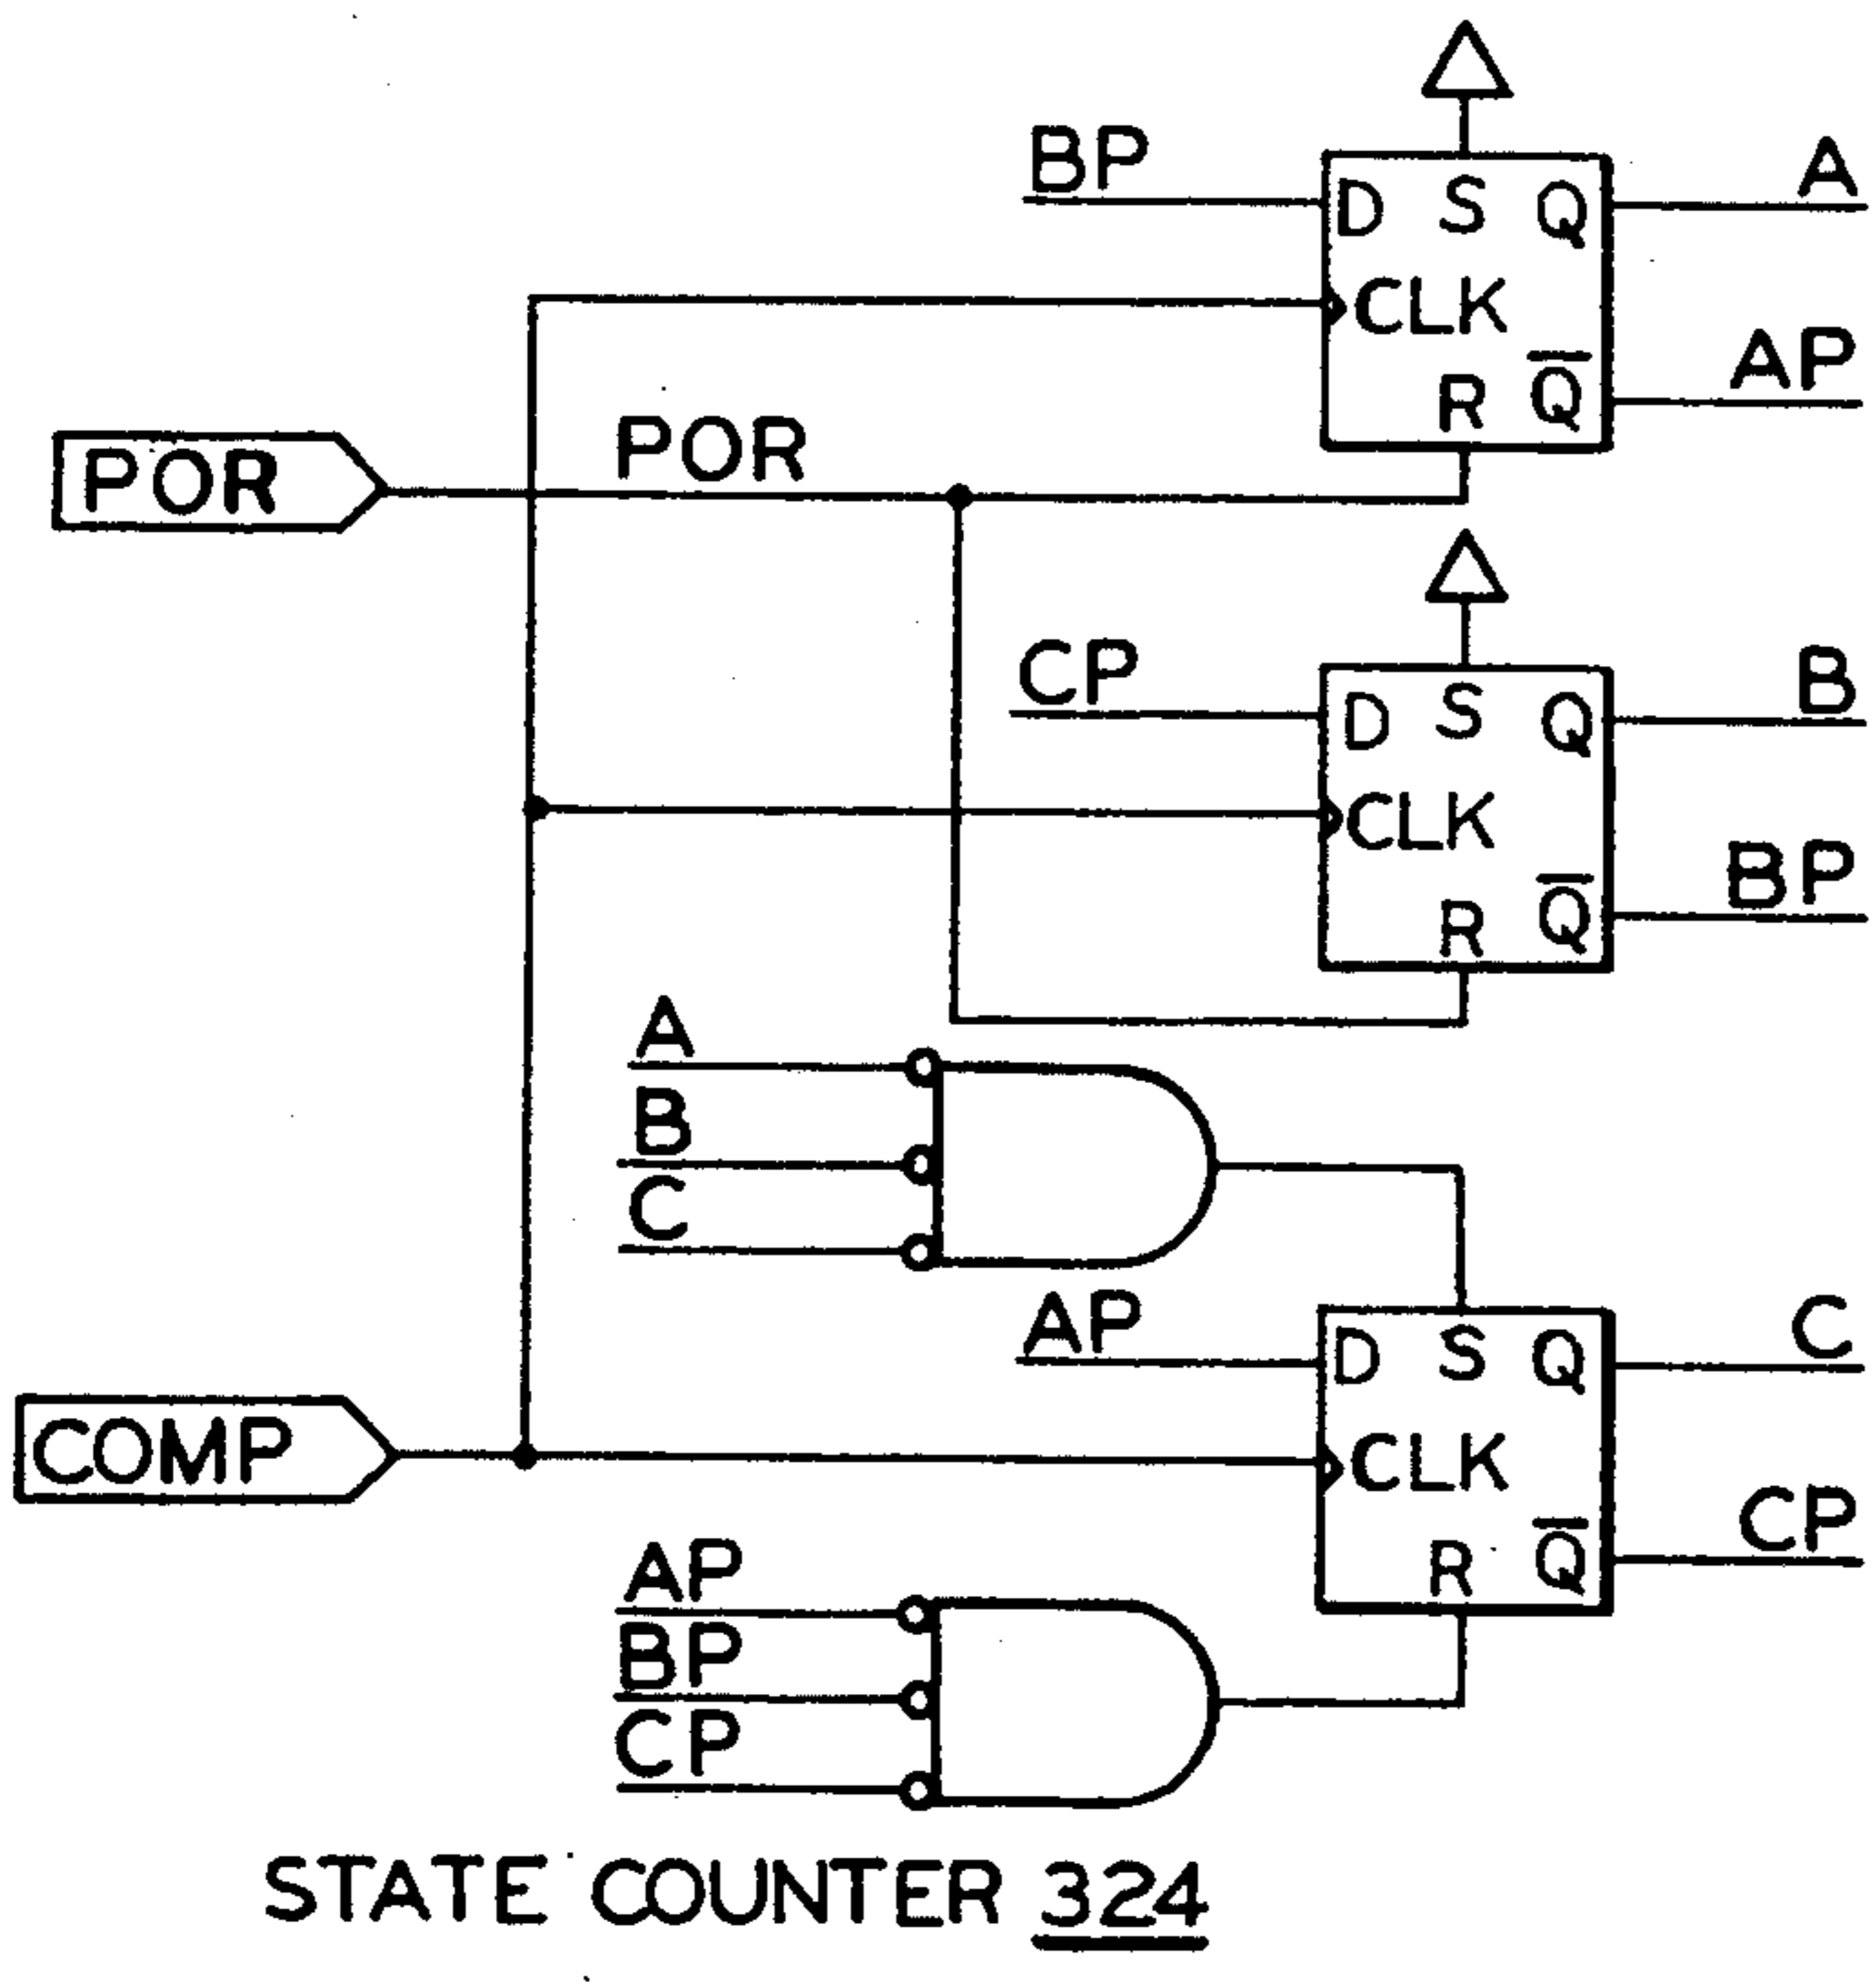 BP
D S Q
A
CLK
R Q
AP
POR
POR
CP
D S Q
B
CLK
R Q
BP
A
B
C
AP
D S Q
C
COMP
CLK
R Q
CP
AP
BP
CP
STATE COUNTER 324